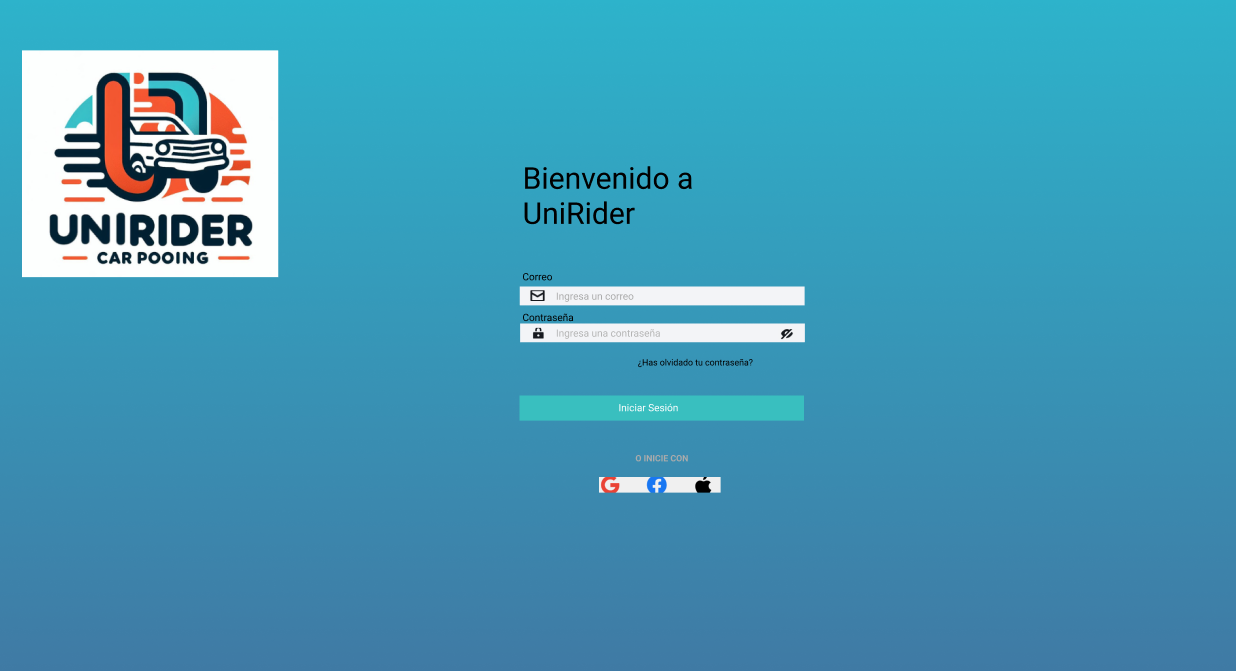 UNIRIDER
CAR POOING
Bienvenido a
UniRider
Correo
Ingresa un correo
Contraseña
Ingresa una contraseña
¿Has olvidado tu contraseña?
Iniciar Sesión
O INICIE CON